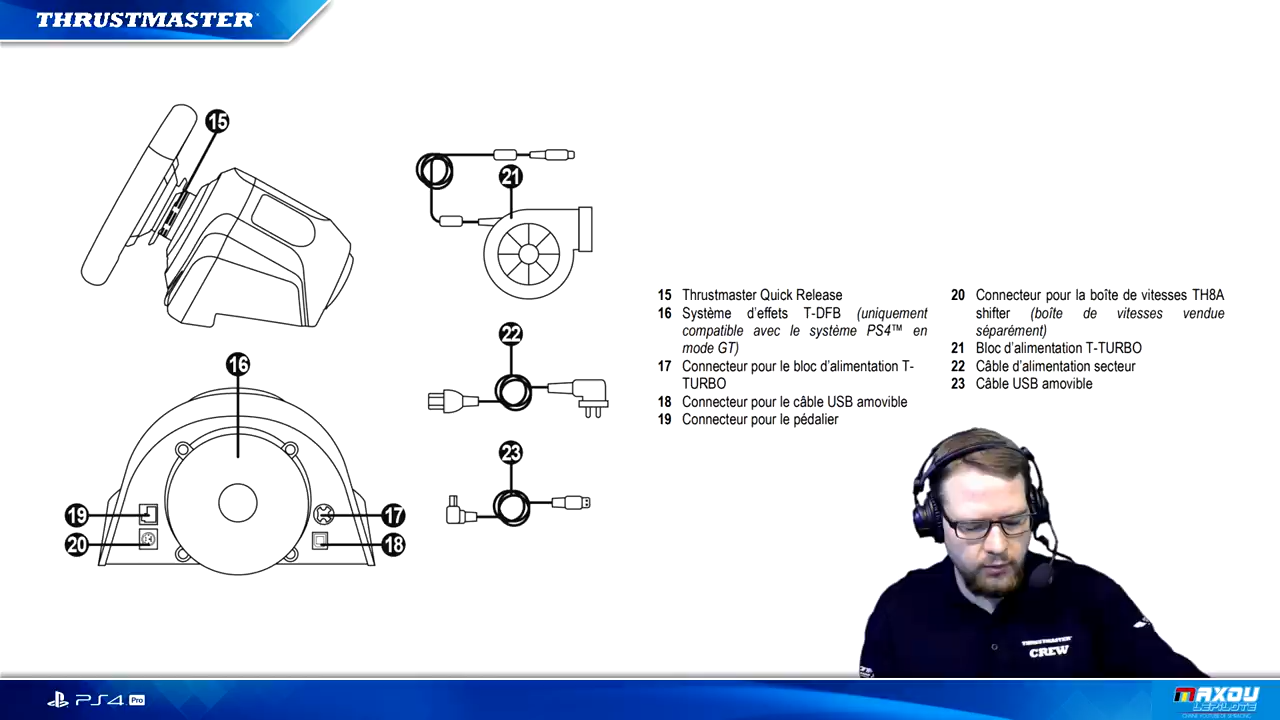 THRUSTMASTER
15
21
22
16
23
19
17
20
18
15 Thrustmaster Quick Release
16 Système d'effets T-DFB (uniquement
compatible avec le système PS4™ en
mode GT)
17 Connecteur pour le bloc d'alimentation T-
TURBO
18 Connecteur pour le câble USB amovible
19 Connecteur pour le pédalier
20 Connecteur pour la boîte de vitesses TH8A
shifter (boîte de vitesses vendue
séparément)
21 Bloc d'alimentation T-TURBO
22 Câble d'alimentation secteur
23 Câble USB amovible
THRUSTMASTER
CREW
PS4 Pro
MAXOU
LEPILOTE